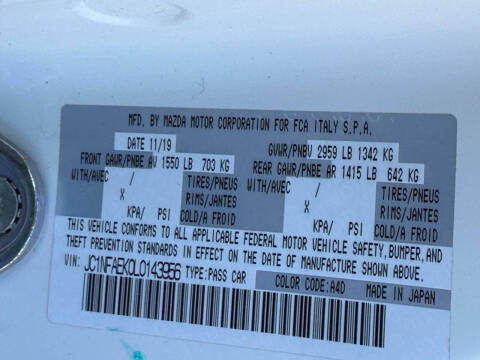 MFD. BY MAZDA MOTOR CORPORATION FOR FCA ITALY S.P.A.
DATE 11/19 GVWR/PNBV 2959 LB 1342 KG
FRONT GAWR/PNBE AV 1550 LB 703 KG REAR GAWR/PNBE AR 1415 LB 642 KG
WITH/AVEC / TIRES/PNEUS WITH/AVEC / TIRES/PNEUS
X RIMS/JANTES X RIMS/JANTES
KPA/ PSI COLD/A FROID KPA/ PSI COLD/A FROID
THIS VEHICLE CONFORMS TO ALL APPLICABLE FEDERAL MOTOR VEHICLE SAFETY, BUMPER, AND
THEFT PREVENTION STANDARDS IN EFFECT ON THE DATE OF MANUFACTURE SHOWN ABOVE.
VIN: JC1NFAEK0L0143956 TYPE: PASS CAR COLOR CODE: A4D MADE IN JAPAN